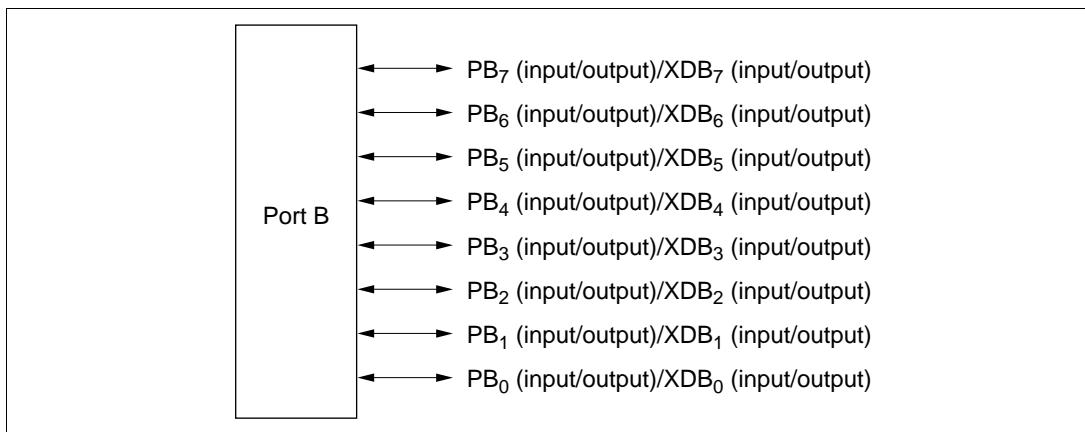 PB7 (input/output)/XDB7 (input/output)
PB6 (input/output)/XDB6 (input/output)
PB5 (input/output)/XDB5 (input/output)
PB4 (input/output)/XDB4 (input/output)
Port B
PB3 (input/output)/XDB3 (input/output)
PB2 (input/output)/XDB2 (input/output)
PB1 (input/output)/XDB1 (input/output)
PB0 (input/output)/XDB0 (input/output)